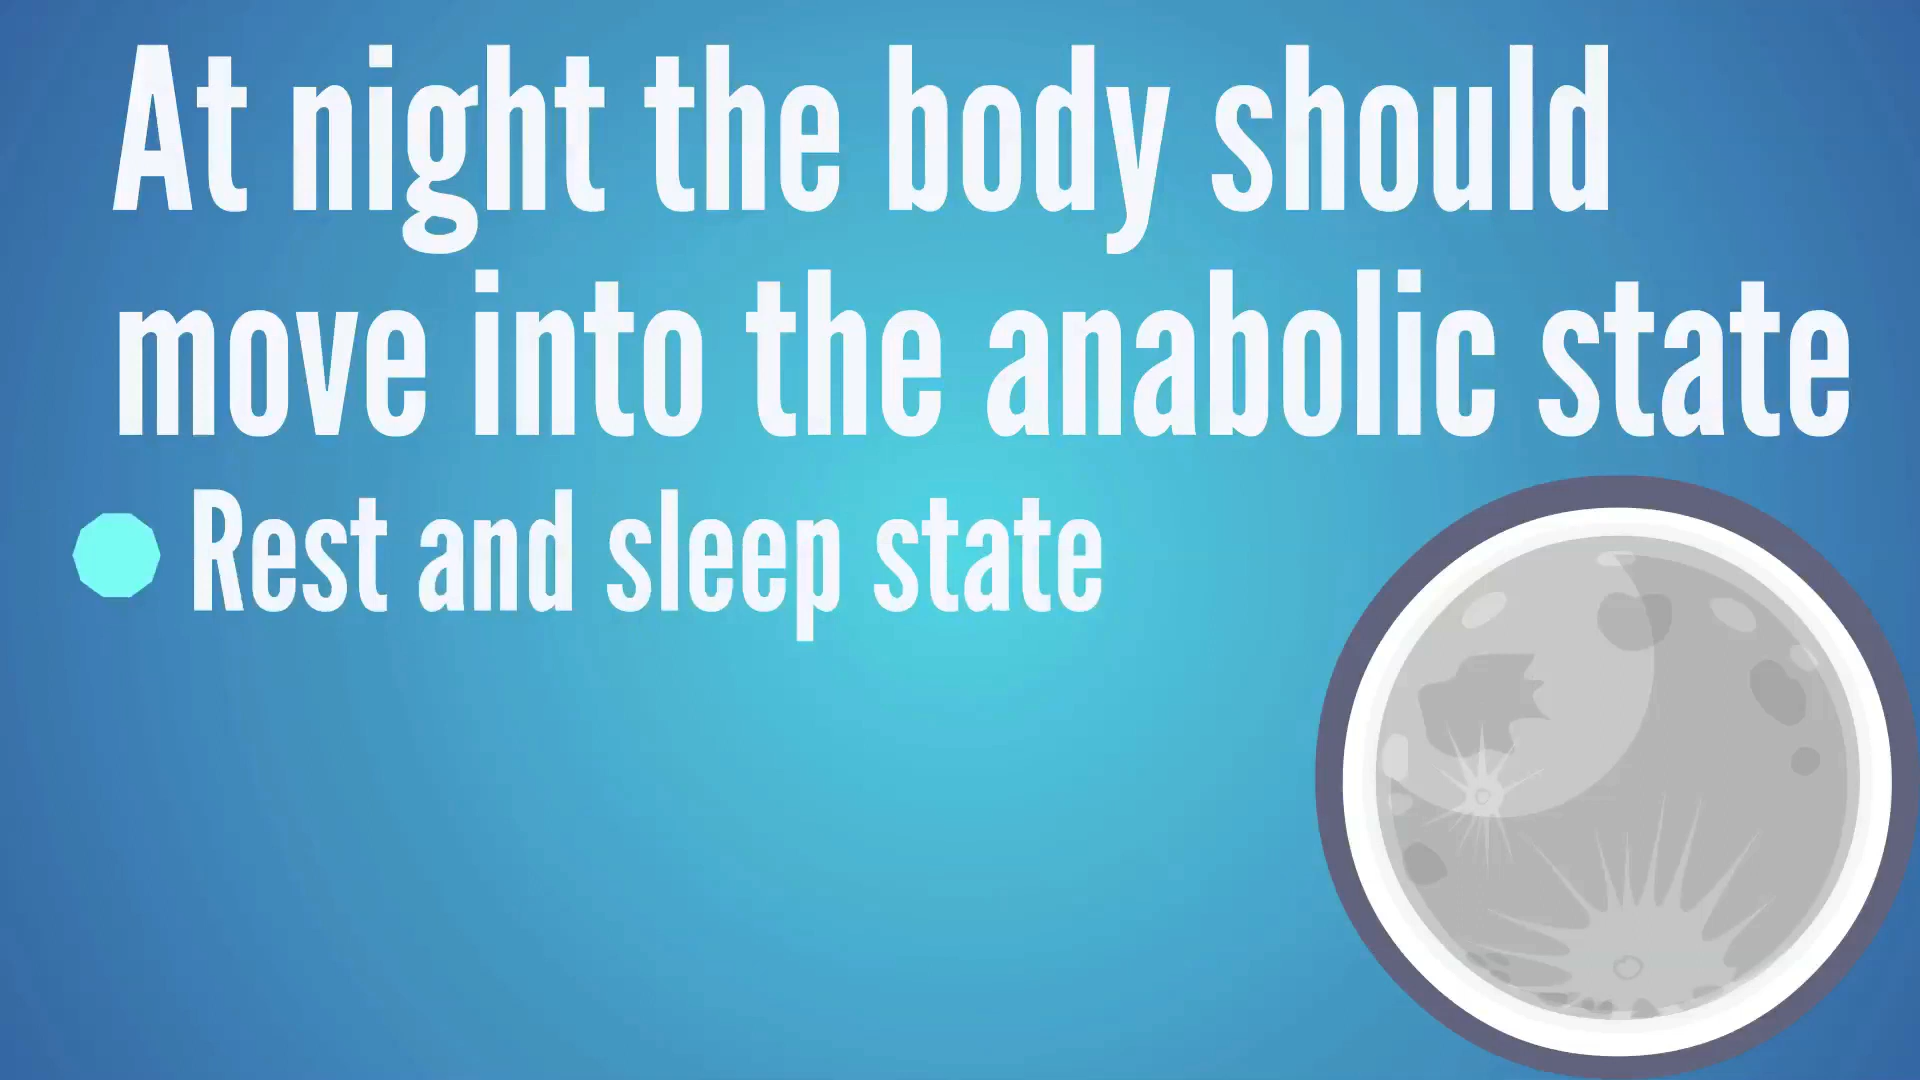 At night the body should
move into the anabolic state
Rest and sleep state